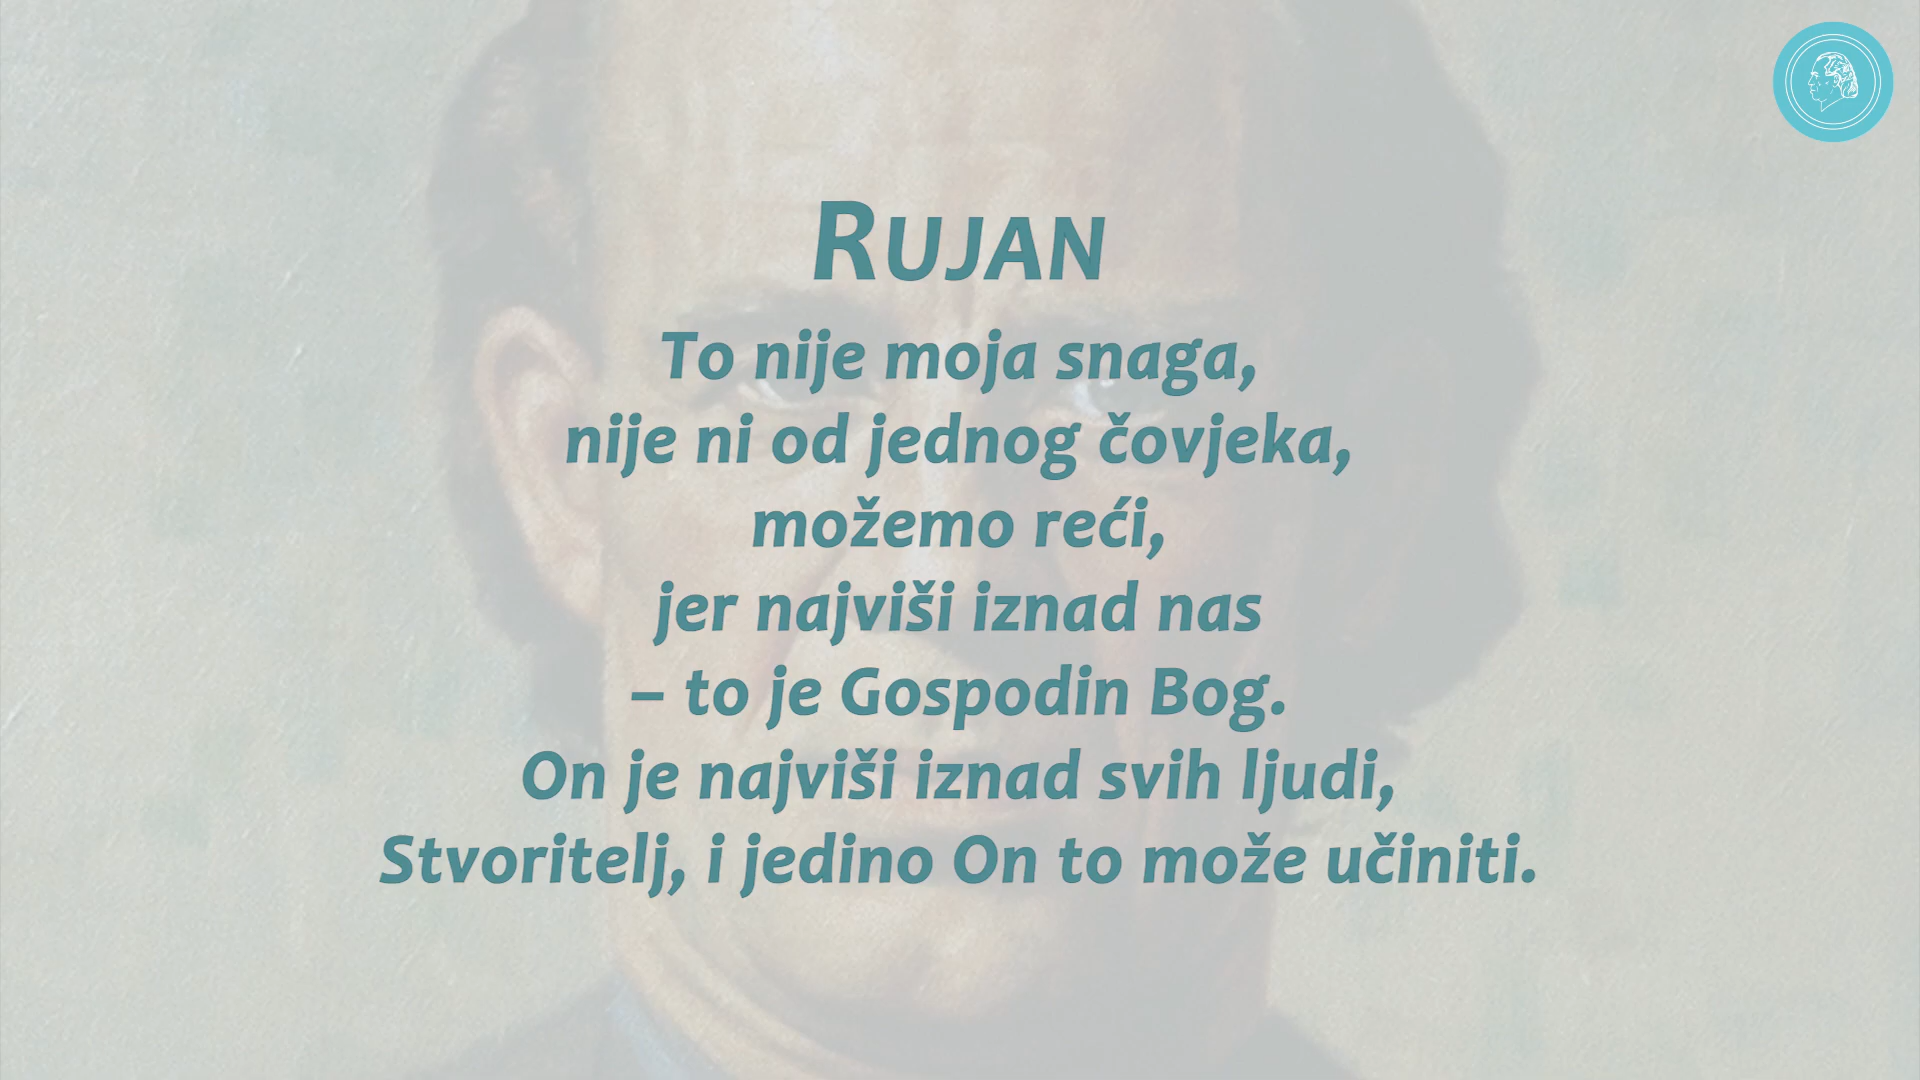 RUJAN
To nije moja snaga,
nije ni od jednog čovjeka,
možemo reći,
jer najviši iznad nas
– to je Gospodin Bog.
On je najviši iznad svih ljudi,
Stvoritelj, i jedino On to može učiniti.